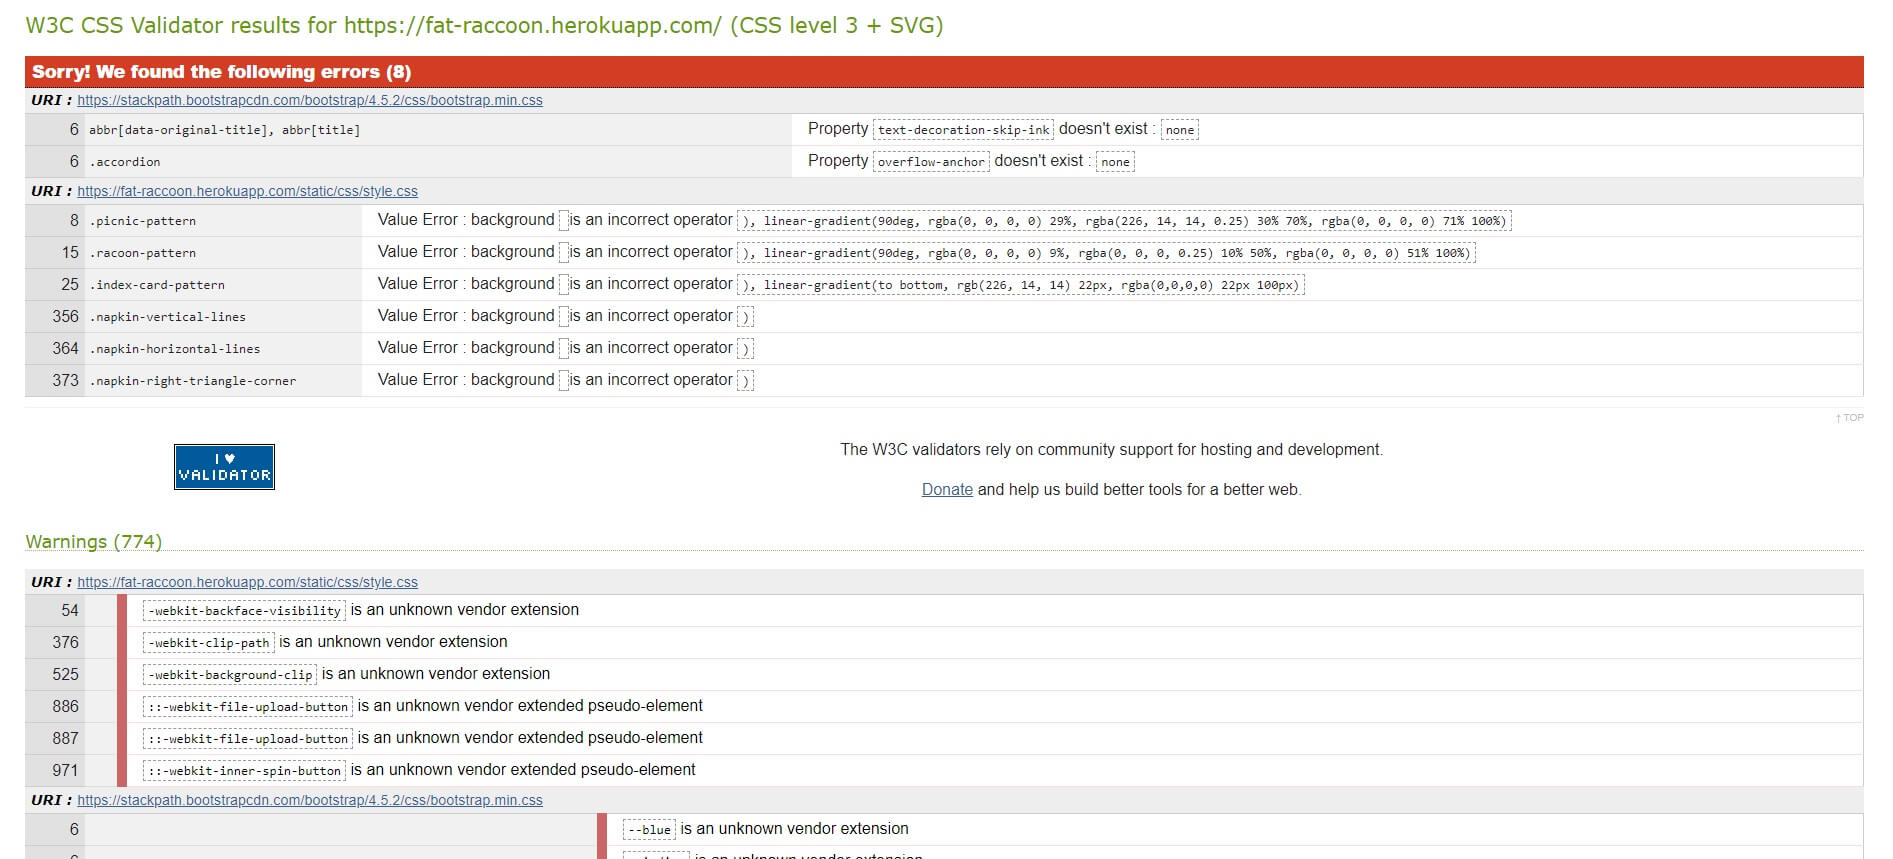 W3C CSS Validator results for https://fat-raccoon.herokuapp.com/ (CSS level 3 + SVG)
Sorry! We found the following errors (8)
URI : https://stackpath.bootstrapcdn.com/bootstrap/4.5.2/css/bootstrap.min.css
6 abbr[data-original-title], abbr[title] Property text-decoration-skip-ink doesn't exist : none
6 .accordion Property overflow-anchor doesn't exist : none
URI : https://fat-raccoon.herokuapp.com/static/css/style.css
8 .picnic-pattern Value Error : background is an incorrect operator ), linear-gradient(90deg, rgba(0, 0, 0, 0) 29%, rgba(226, 14, 14, 0.25) 30% 70%, rgba(0, 0, 0, 0) 71% 100%)
15 .racoon-pattern Value Error : background is an incorrect operator ), linear-gradient(90deg, rgba(0, 0, 0, 0) 9%, rgba(0, 0, 0, 0.25) 10% 50%, rgba(0, 0, 0, 0) 51% 100%)
25 .index-card-pattern Value Error : background is an incorrect operator ), linear-gradient(to bottom, rgb(226, 14, 14) 22px, rgba(0,0,0,0) 22px 100px)
356 .napkin-vertical-lines Value Error : background is an incorrect operator )
364 .napkin-horizontal-lines Value Error : background is an incorrect operator )
373 .napkin-right-triangle-corner Value Error : background is an incorrect operator )
↑ TOP
I ♥
VALIDATOR
The W3C validators rely on community support for hosting and development.
Donate and help us build better tools for a better web.
Warnings (774)
URI : https://fat-raccoon.herokuapp.com/static/css/style.css
54 -webkit-backface-visibility is an unknown vendor extension
376 -webkit-clip-path is an unknown vendor extension
525 -webkit-background-clip is an unknown vendor extension
886 ::-webkit-file-upload-button is an unknown vendor extended pseudo-element
887 ::-webkit-file-upload-button is an unknown vendor extended pseudo-element
971 ::-webkit-inner-spin-button is an unknown vendor extended pseudo-element
URI : https://stackpath.bootstrapcdn.com/bootstrap/4.5.2/css/bootstrap.min.css
6 --blue is an unknown vendor extension